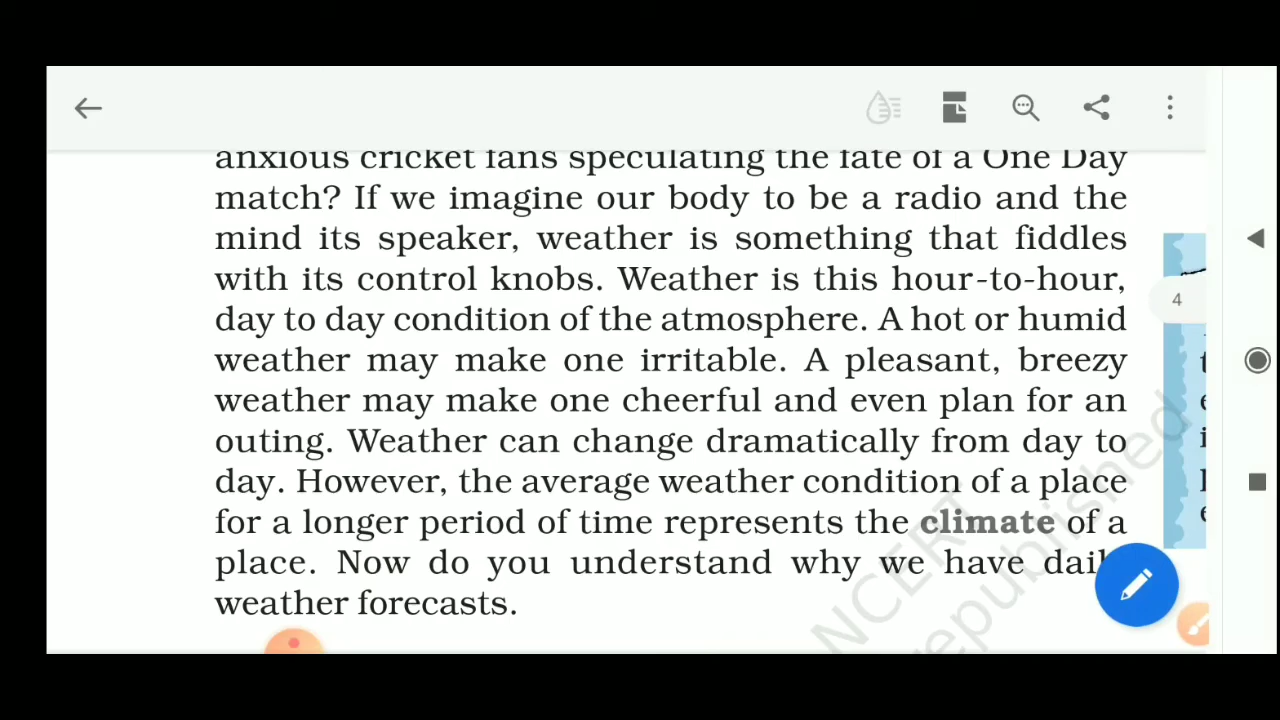 anxious cricket fans speculating the fate of a One Day
match? If we imagine our body to be a radio and the
mind its speaker, weather is something that fiddles
with its control knobs. Weather is this hour-to-hour,
4
day to day condition of the atmosphere. A hot or humid
weather may make one irritable. A pleasant, breezy
weather may make one cheerful and even plan for an
outing. Weather can change dramatically from day to
day. However, the average weather condition of a place
for a longer period of time represents the climate of a
place. Now do you understand why we have daily
weather forecasts.
NCERT
republished